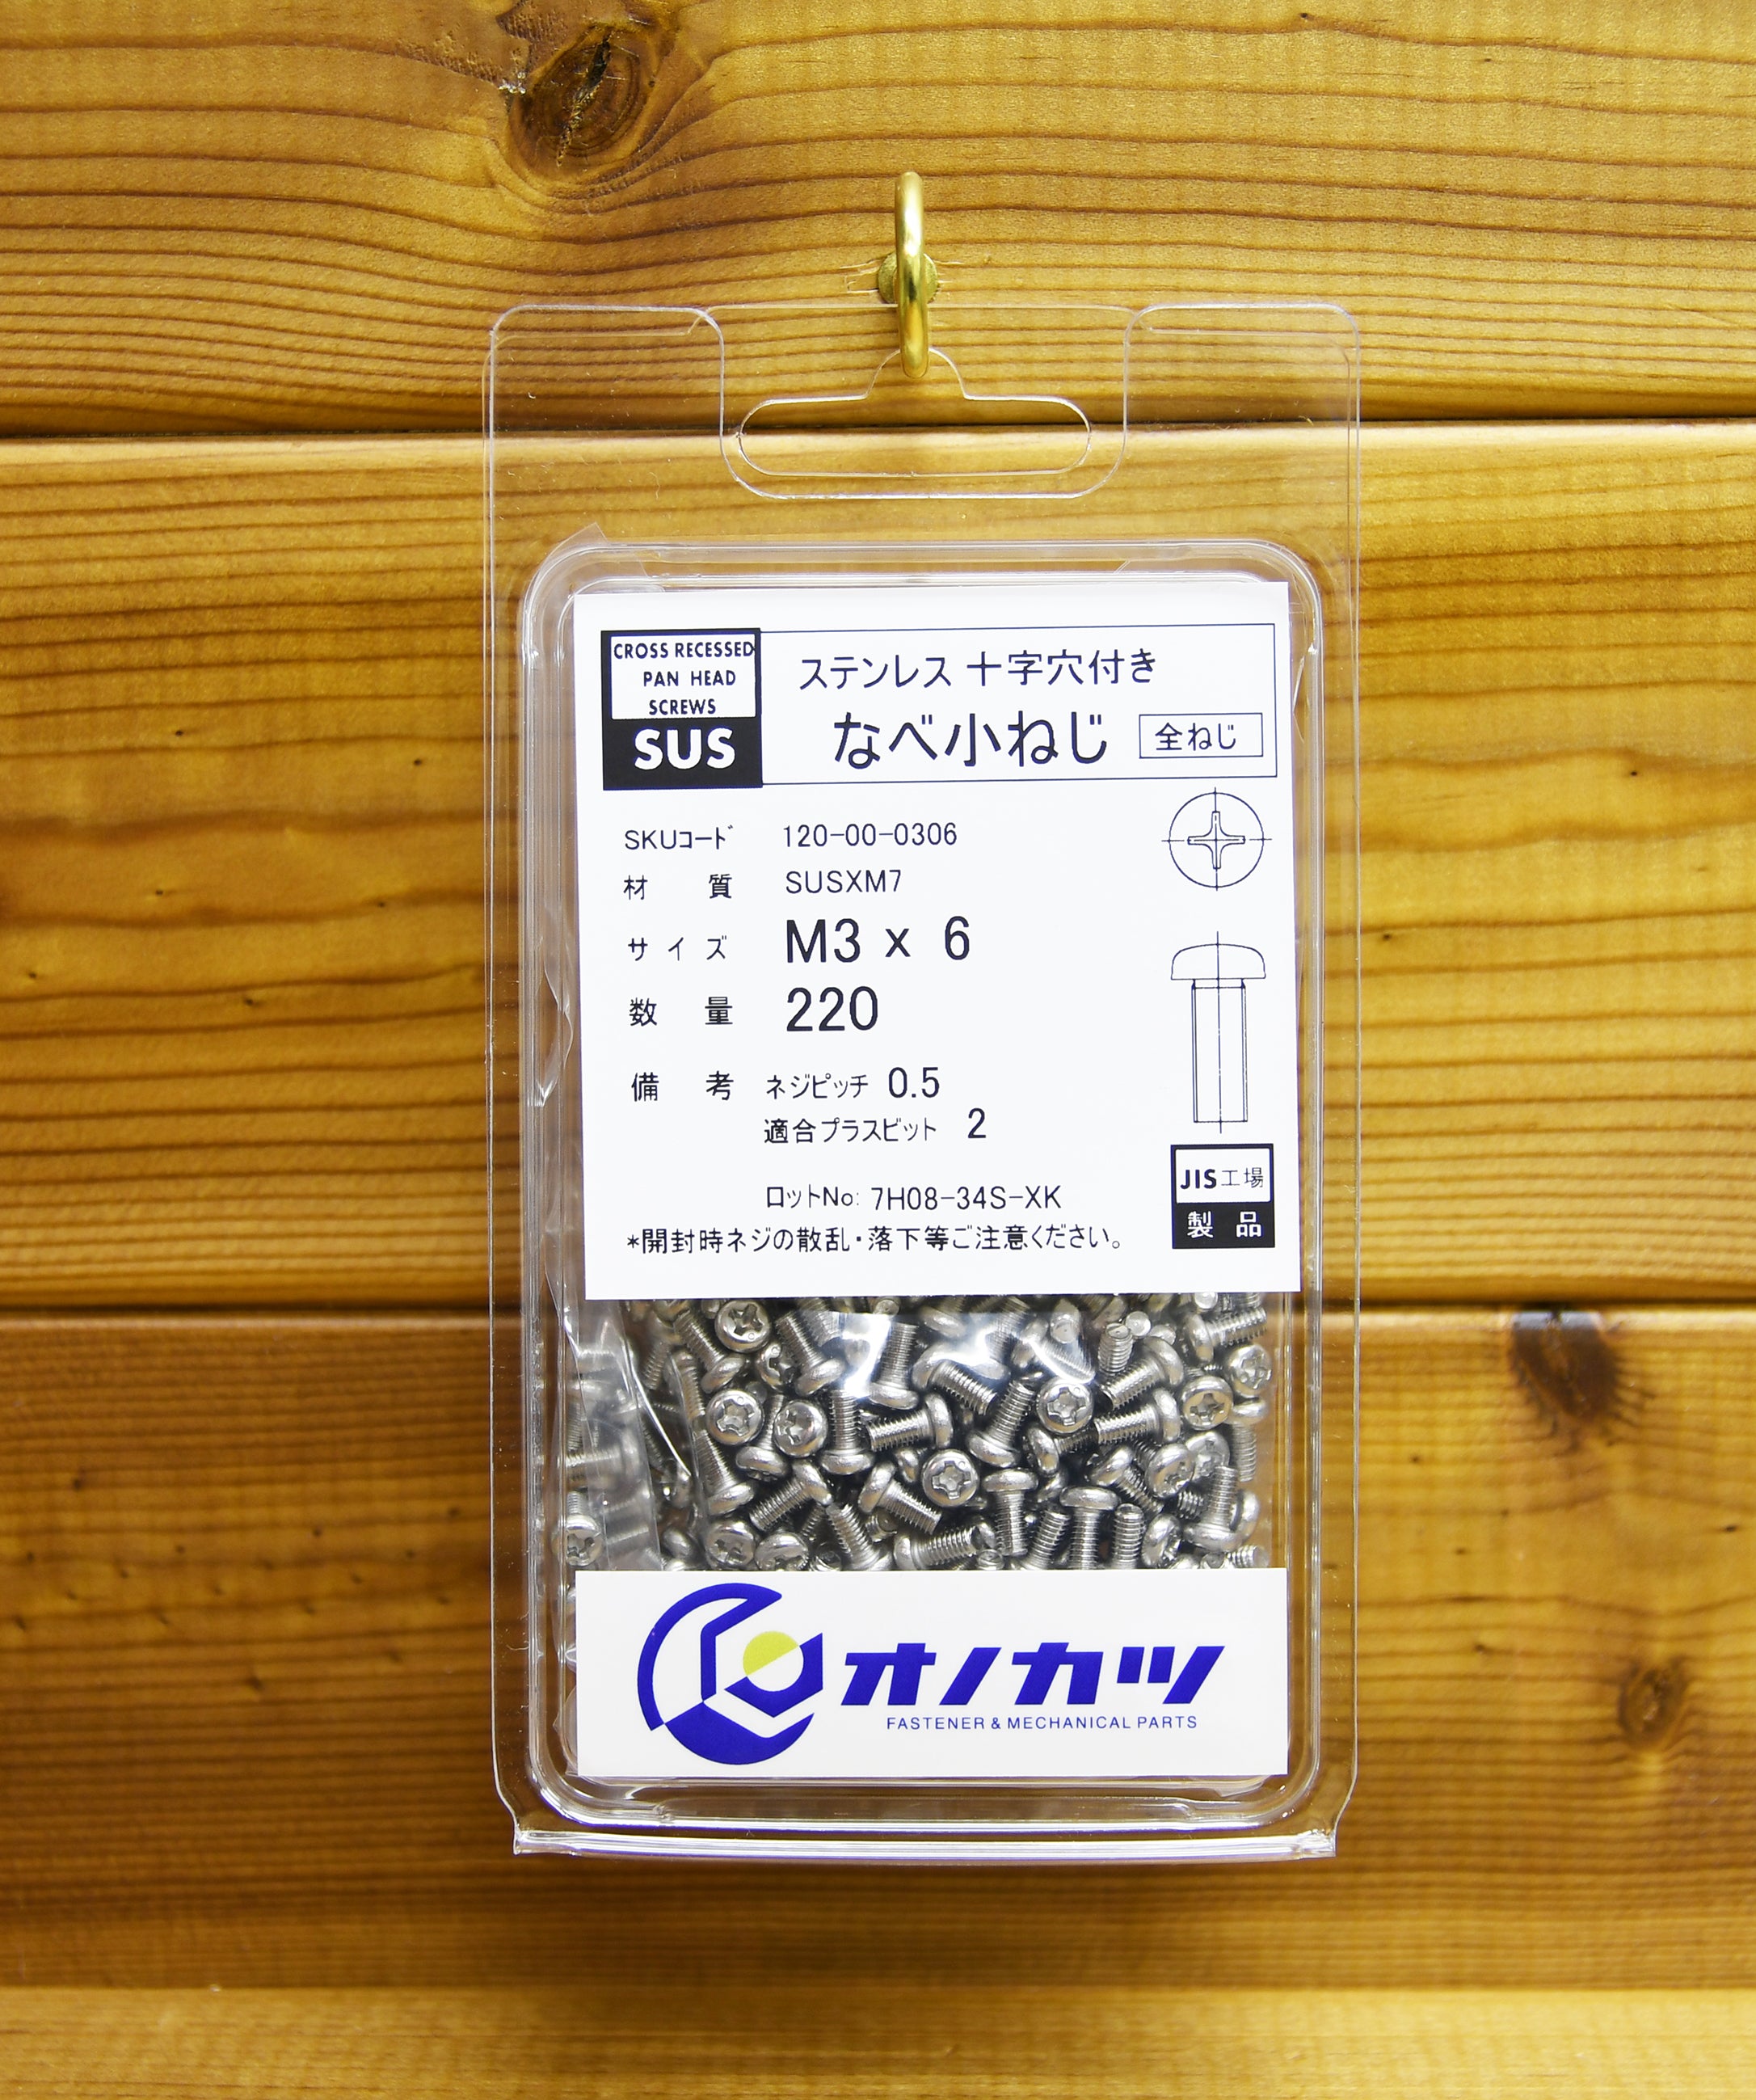 CROSS RECESSED
PAN HEAD
SCREWS
SUS
ステンレス 十字穴付き
なべ小ねじ 全ねじ
SKUコード 120-00-0306
材質 SUSXM7
サイズ M3 x 6
数量 220
備考 ネジピッチ 0.5
適合プラスビット 2
ロットNo: 7H08-34S-XK
*開封時ネジの散乱・落下等ご注意ください。
JIS工場
製品
オノカツ
FASTENER & MECHANICAL PARTS